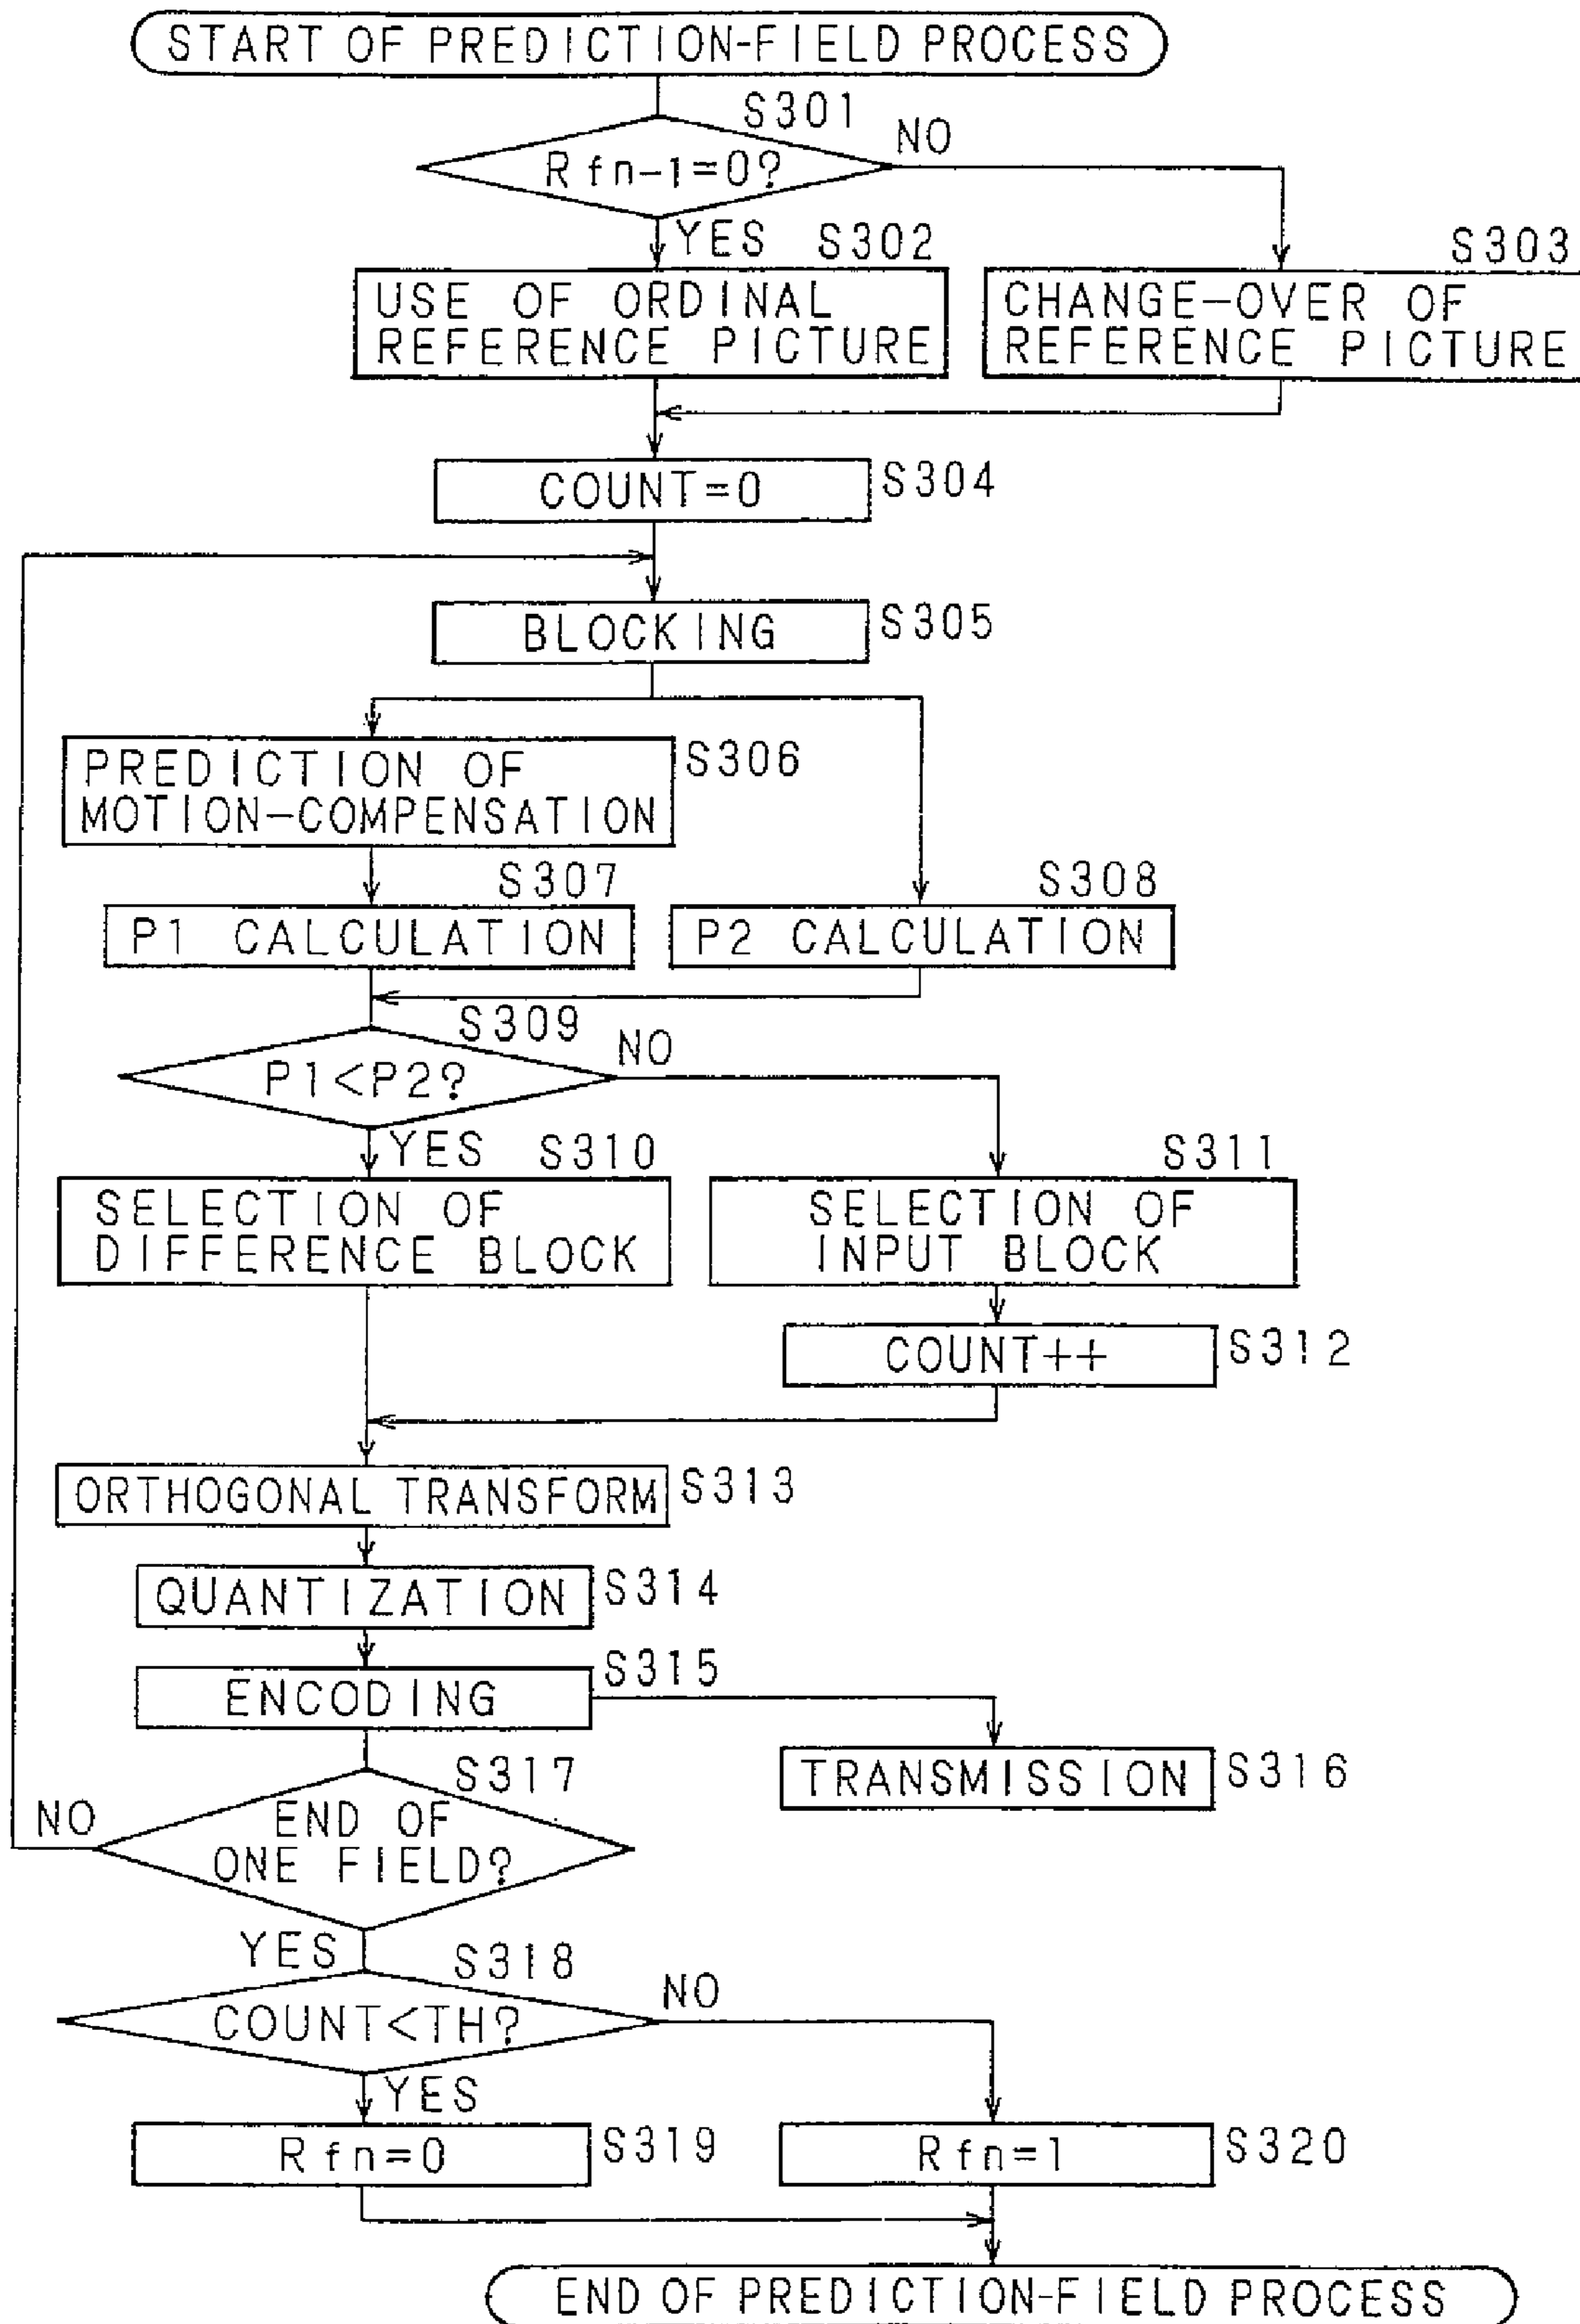 START OF PREDICTION-FIELD PROCESS
S301
Rfn-1=0?
NO
YES
S302
S303
USE OF ORDINAL
REFERENCE PICTURE
CHANGE-OVER OF
REFERENCE PICTURE
COUNT=0
S304
BLOCKING
S305
PREDICTION OF
MOTION-COMPENSATION
S306
S307
S308
P1 CALCULATION
P2 CALCULATION
S309
P1<P2?
NO
YES
S310
S311
SELECTION OF
DIFFERENCE BLOCK
SELECTION OF
INPUT BLOCK
COUNT++
S312
ORTHOGONAL TRANSFORM
S313
QUANTIZATION
S314
ENCODING
S315
TRANSMISSION
S316
S317
NO
END OF
ONE FIELD?
YES
S318
COUNT<TH?
NO
YES
Rfn=0
S319
Rfn=1
S320
END OF PREDICTION-FIELD PROCESS